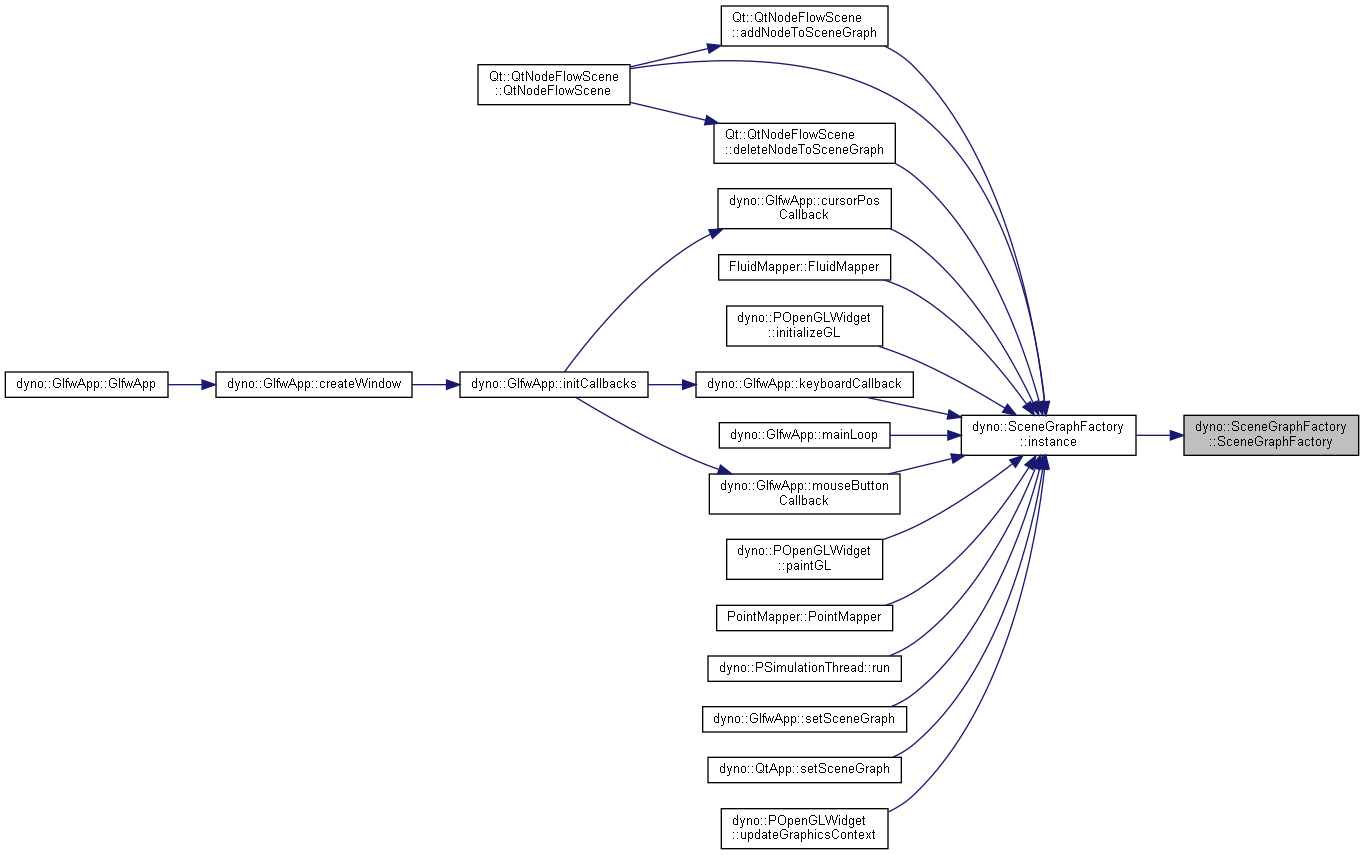 Qt::QtNodeFlowScene
::addNodeToSceneGraph
Qt::QtNodeFlowScene
::QtNodeFlowScene
Qt::QtNodeFlowScene
::deleteNodeToSceneGraph
dyno::GlfwApp::cursorPos
Callback
FluidMapper::FluidMapper
dyno::POpenGLWidget
::initializeGL
dyno::GlfwApp::GlfwApp
dyno::GlfwApp::createWindow
dyno::GlfwApp::initCallbacks
dyno::GlfwApp::keyboardCallback
dyno::GlfwApp::mainLoop
dyno::SceneGraphFactory
::instance
dyno::SceneGraphFactory
::SceneGraphFactory
dyno::GlfwApp::mouseButton
Callback
dyno::POpenGLWidget
::paintGL
PointMapper::PointMapper
dyno::PSimulationThread::run
dyno::GlfwApp::setSceneGraph
dyno::QtApp::setSceneGraph
dyno::POpenGLWidget
::updateGraphicsContext